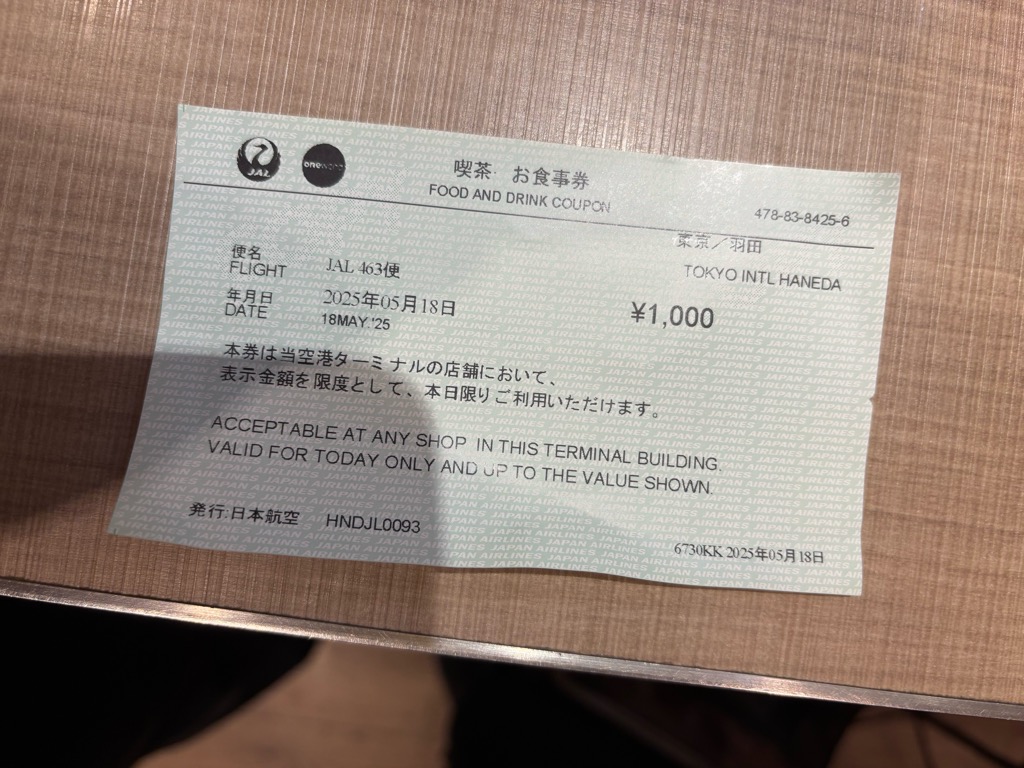 JAL
oneworld
喫茶・お食事券
FOOD AND DRINK COUPON
478-83-8425-6
東京／羽田
TOKYO INTL HANEDA
便名
FLIGHT
JAL 463便
年月日
DATE
2025年05月18日
18MAY.'25
¥1,000
本券は当空港ターミナルの店舗において、
表示金額を限度として、本日限りご利用いただけます。
ACCEPTABLE AT ANY SHOP IN THIS TERMINAL BUILDING.
VALID FOR TODAY ONLY AND UP TO THE VALUE SHOWN.
発行:日本航空 HNDJL0093
6730KK 2025年05月18日